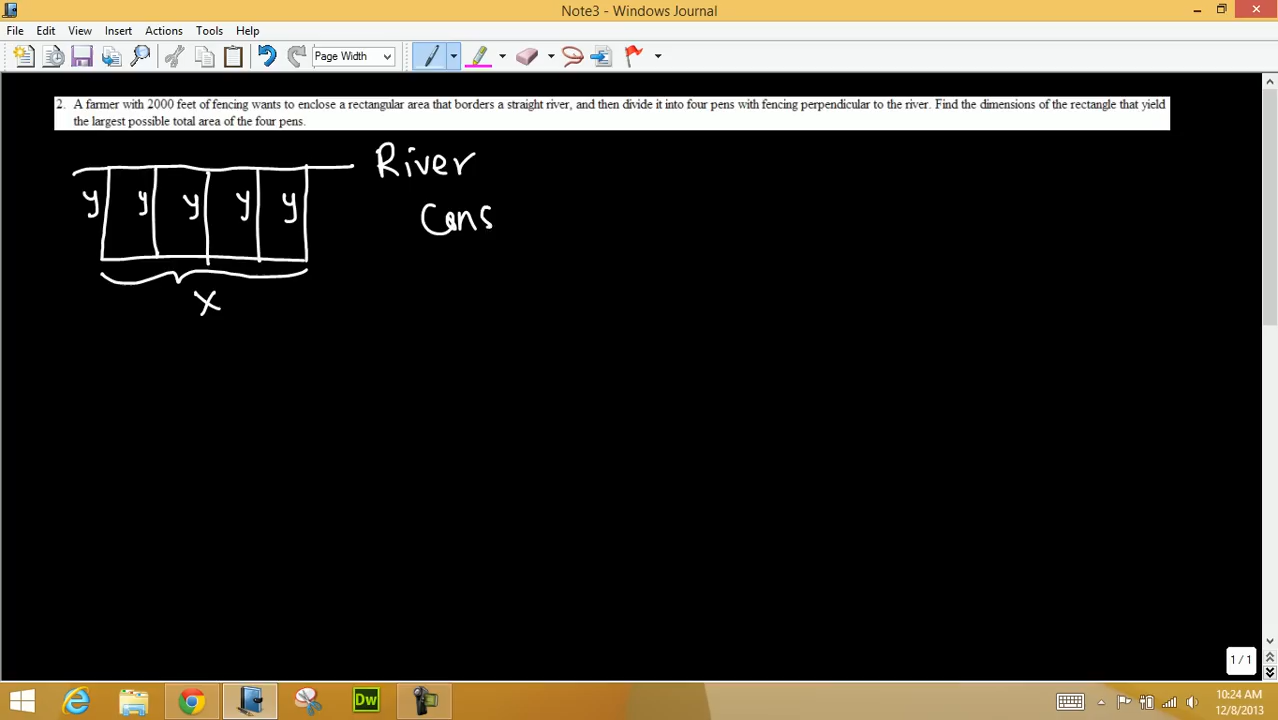 Note3 - Windows Journal
File Edit View Insert Actions Tools Help
Page Width
2. A farmer with 2000 feet of fencing wants to enclose a rectangular area that borders a straight river, and then divide it into four pens with fencing perpendicular to the river. Find the dimensions of the rectangle that yield
the largest possible total area of the four pens.
River
y y y y y
Cons
x
1 / 1
Dw
10:24 AM
12/8/2013